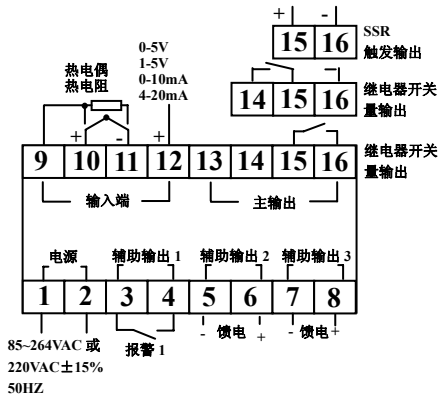 + -
15 16
SSR
触发输出
0-5V
1-5V
0-10mA
4-20mA
热电偶
热电阻
14 15 16
继电器开关
量输出
+ - +
9 10 11 12 13 14 15 16
继电器开关
量输出
输入端 主输出
电源 辅助输出1 辅助输出2 辅助输出3
1 2 3 4 5 6 7 8
- 馈电 + - 馈电 +
85~264VAC 或
220VAC±15%
50HZ
报警 1